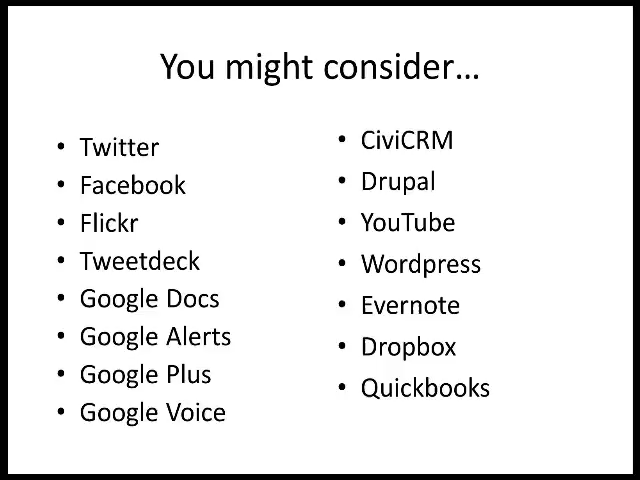 You might consider…
• Twitter
• Facebook
• Flickr
• Tweetdeck
• Google Docs
• Google Alerts
• Google Plus
• Google Voice
• CiviCRM
• Drupal
• YouTube
• Wordpress
• Evernote
• Dropbox
• Quickbooks